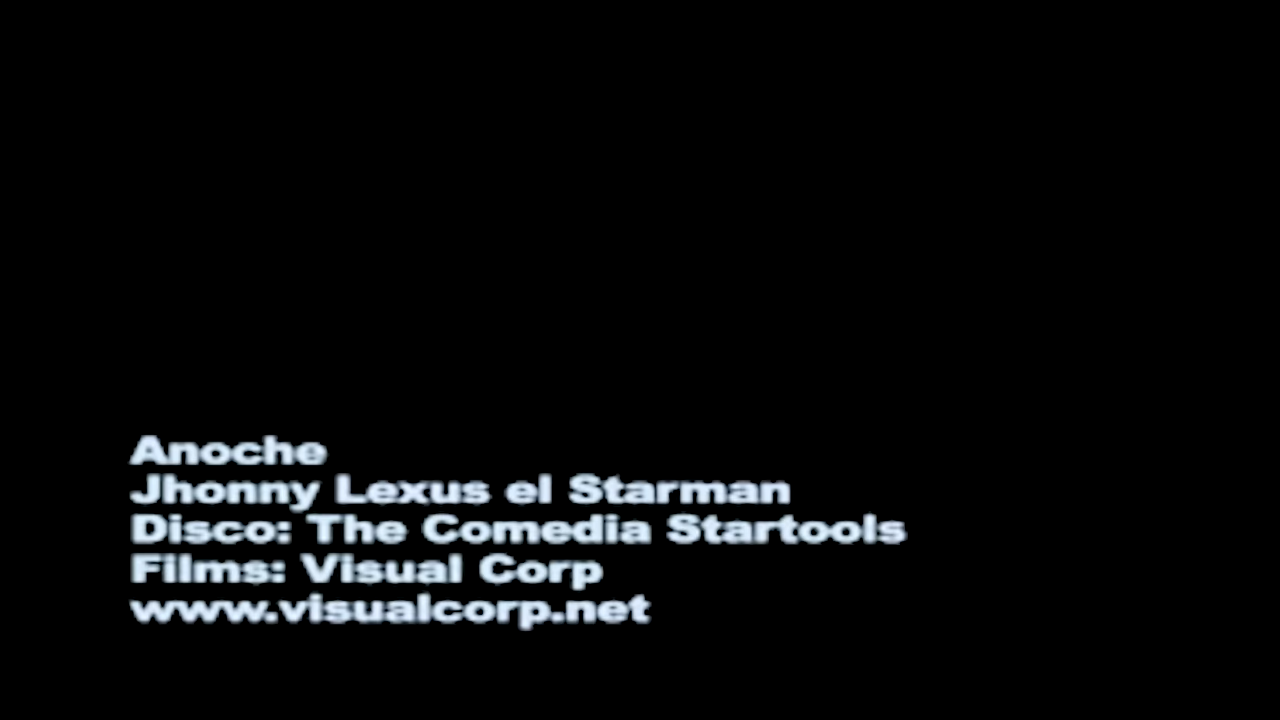 Anoche
Jhonny Lexus el Starman
Disco: The Comedia Startools
Films: Visual Corp
www.visualcorp.net